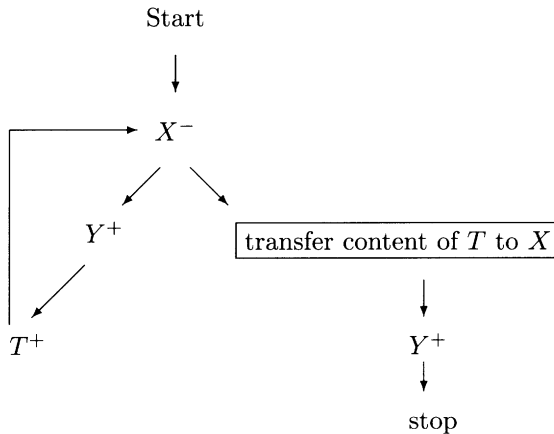 Start
X⁻
Y⁺
transfer content of T to X
T⁺
Y⁺
stop